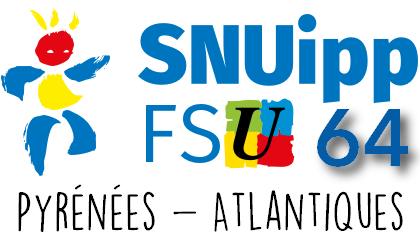 SNUipp
FSU 64
PYRÉNÉES – ATLANTIQUES